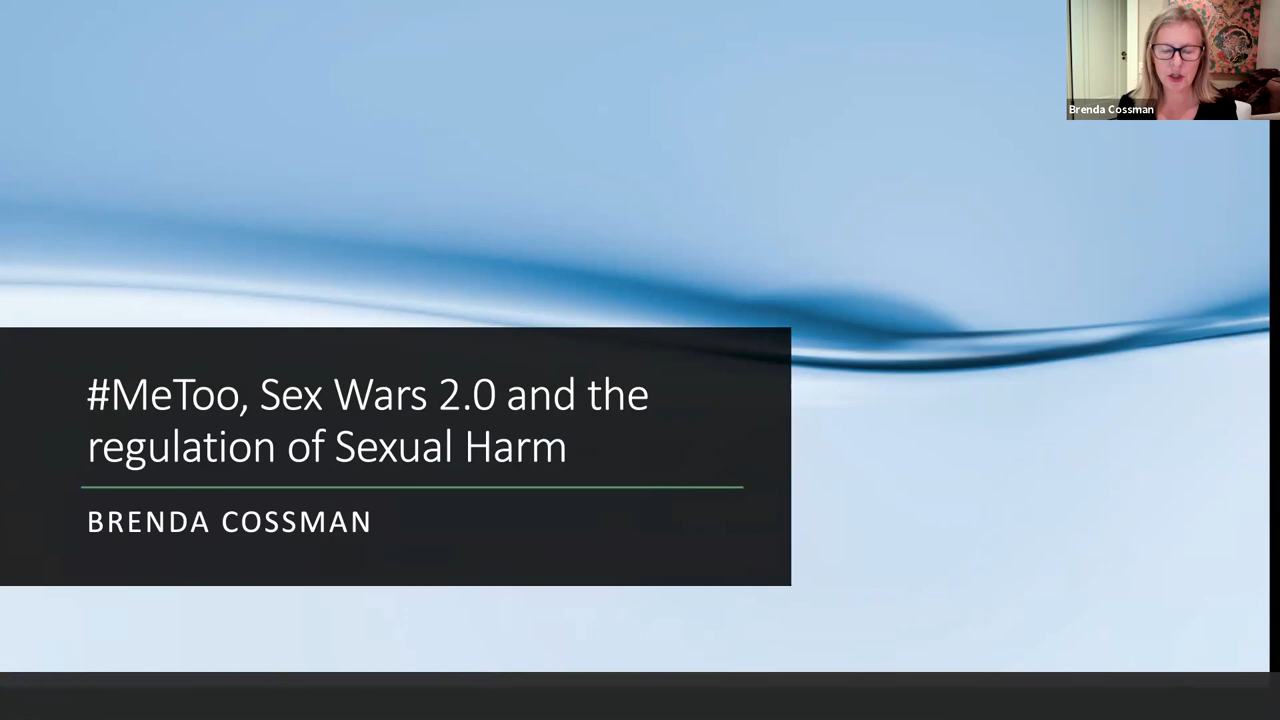 Brenda Cossman
#MeToo, Sex Wars 2.0 and the
regulation of Sexual Harm
BRENDA COSSMAN